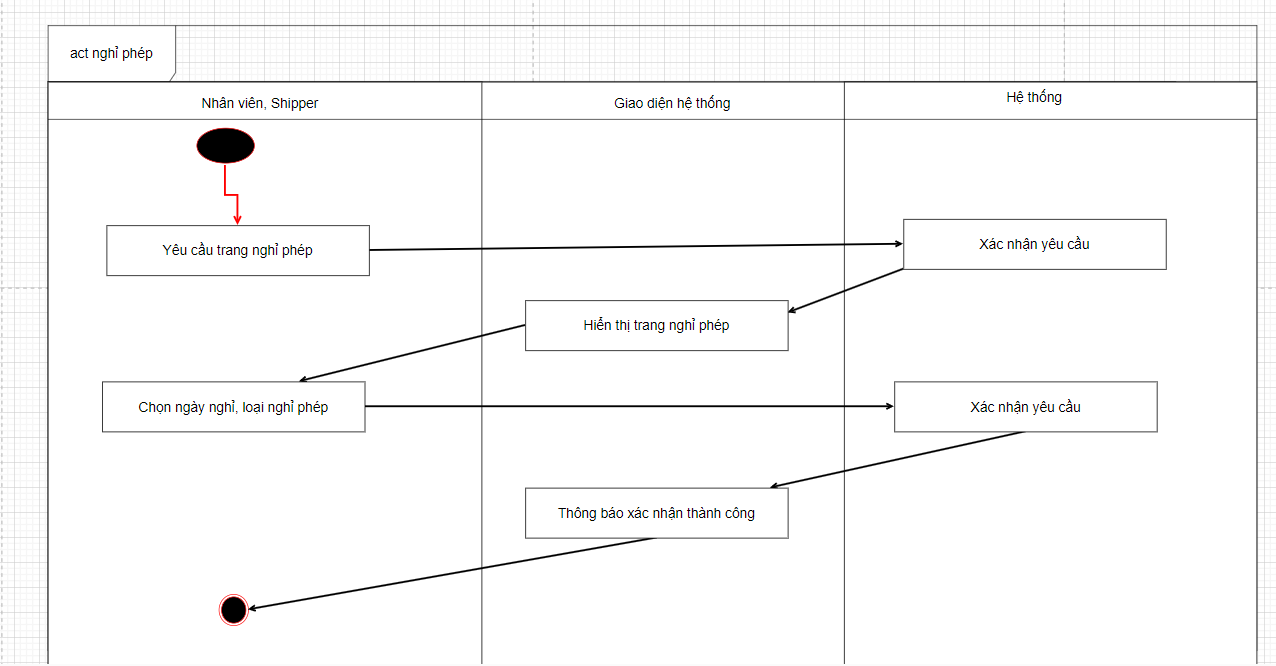 act nghỉ phép
Nhân viên, Shipper
Giao diện hệ thống
Hệ thống
Yêu cầu trang nghỉ phép
Xác nhận yêu cầu
Hiển thị trang nghỉ phép
Chọn ngày nghỉ, loại nghỉ phép
Xác nhận yêu cầu
Thông báo xác nhận thành công